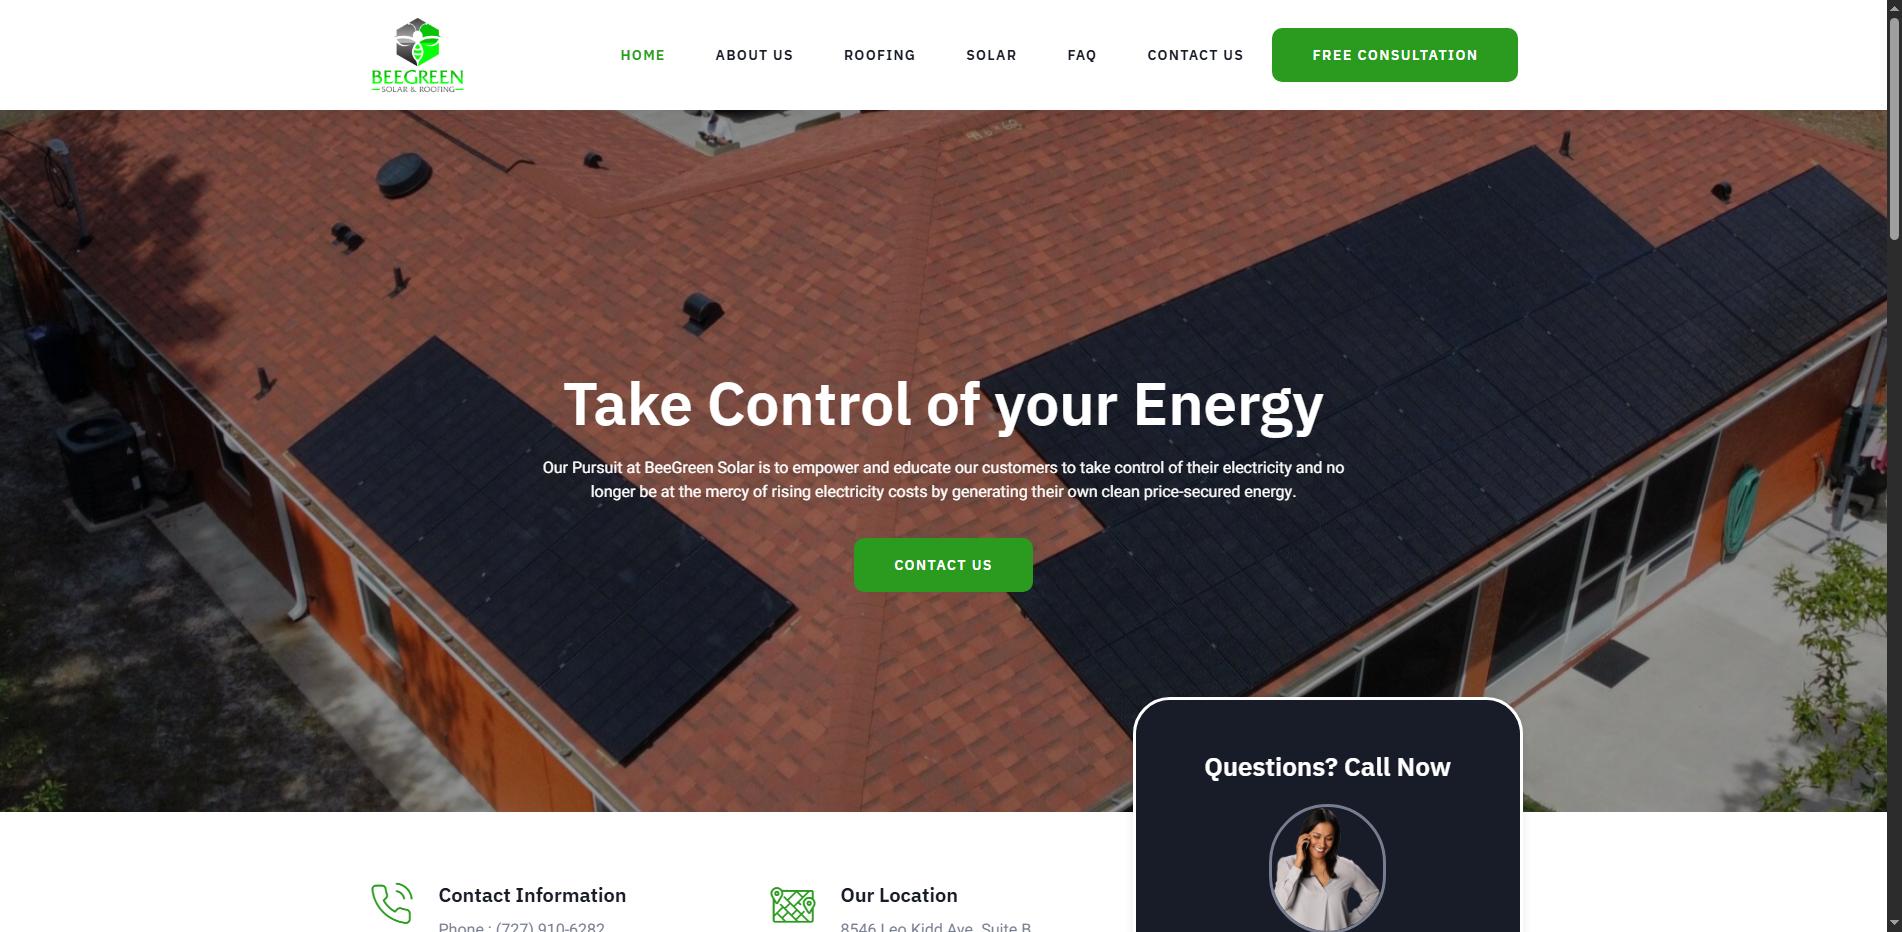 BEEGREEN
SOLAR & ROOFING
HOME
ABOUT US
ROOFING
SOLAR
FAQ
CONTACT US
FREE CONSULTATION
Take Control of your Energy
Our Pursuit at BeeGreen Solar is to empower and educate our customers to take control of their electricity and no
longer be at the mercy of rising electricity costs by generating their own clean price-secured energy.
CONTACT US
Questions? Call Now
Contact Information
Phone : (727) 910-6282
Our Location
8546 Leo Kidd Ave, Suite B